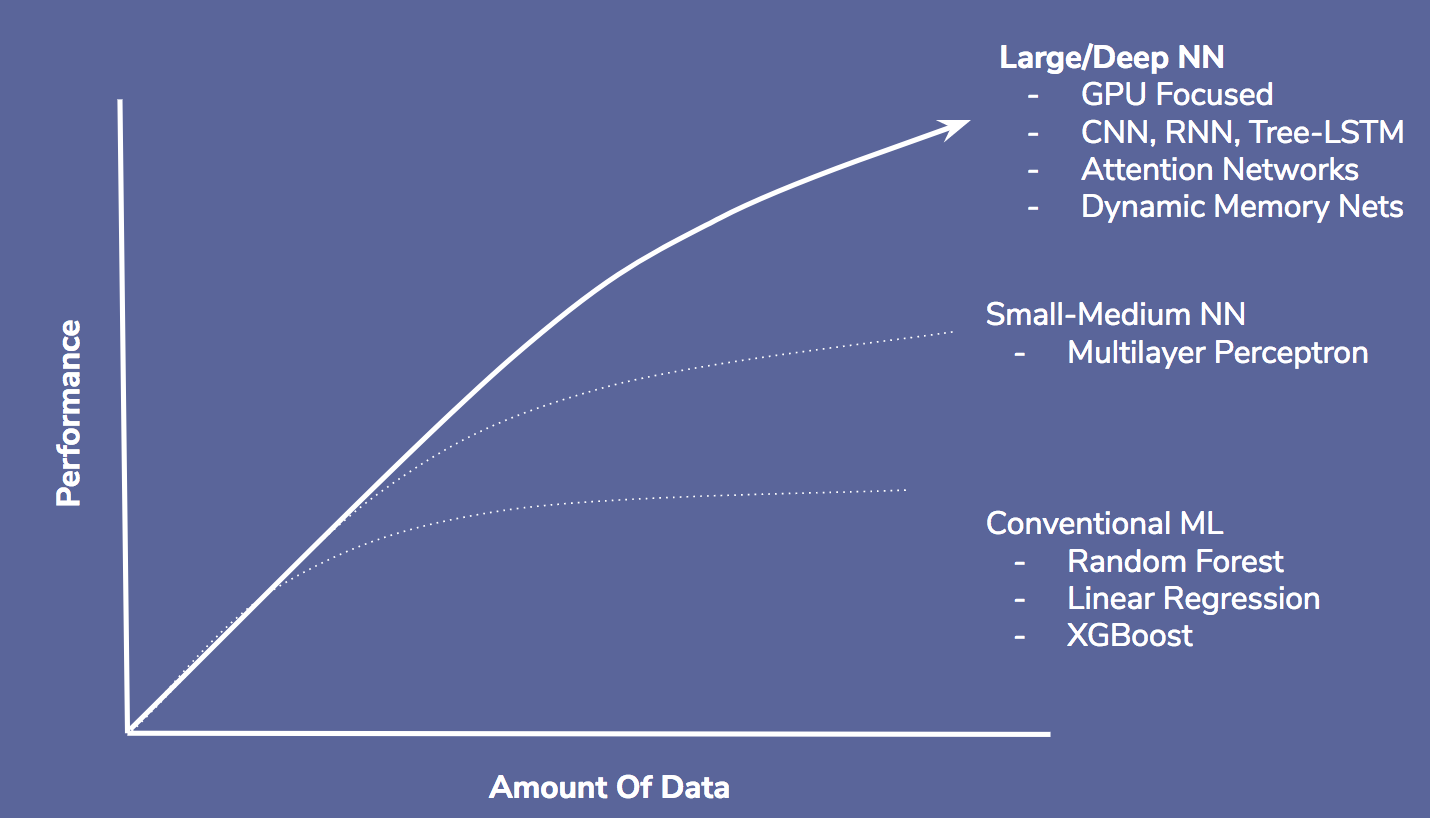 Large/Deep NN
- GPU Focused
- CNN, RNN, Tree-LSTM
- Attention Networks
- Dynamic Memory Nets
Small-Medium NN
- Multilayer Perceptron
Conventional ML
- Random Forest
- Linear Regression
- XGBoost
Performance
Amount Of Data